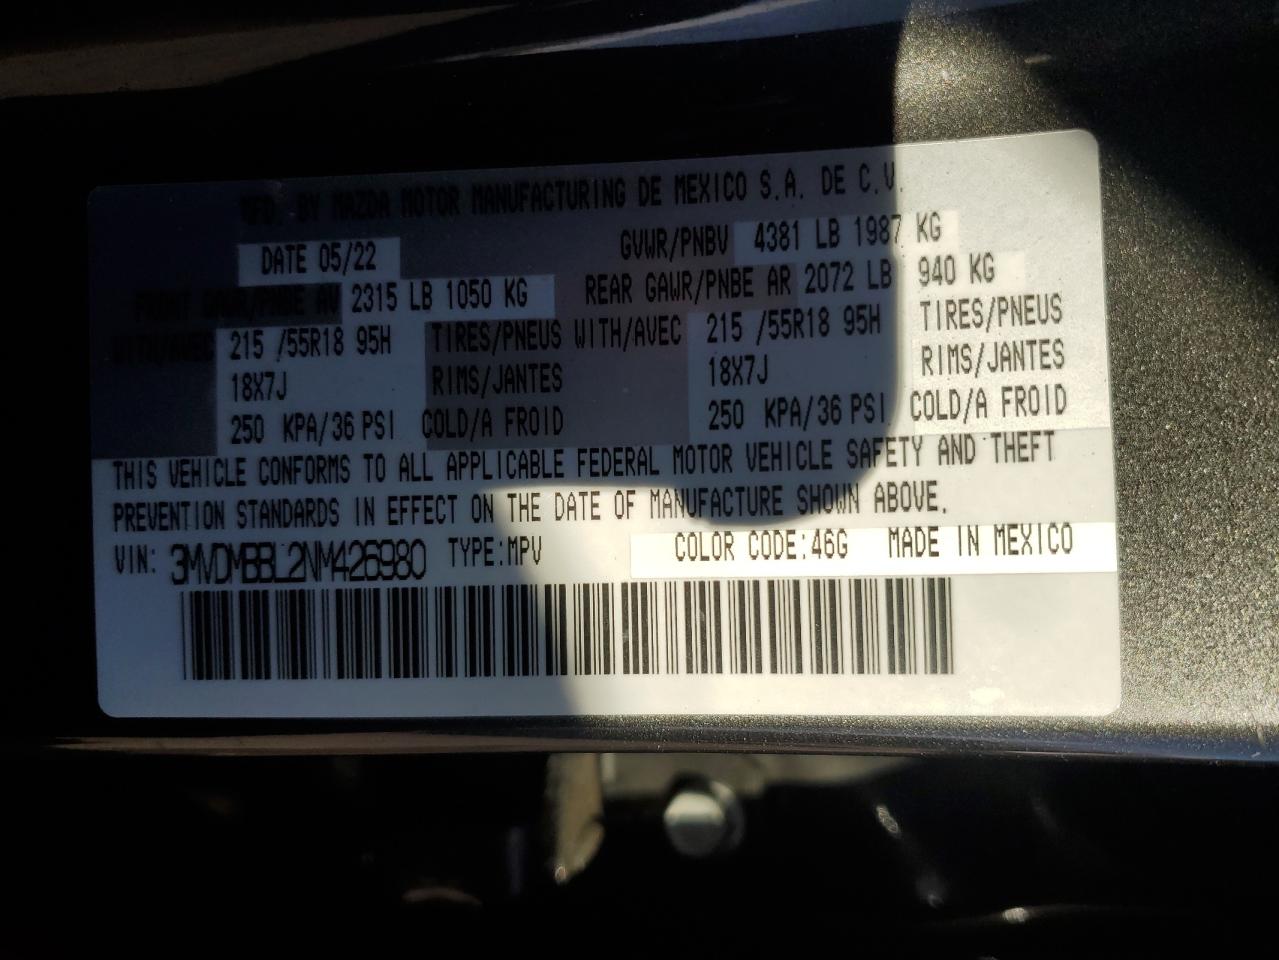 MFD. BY MAZDA MOTOR MANUFACTURING DE MEXICO S.A. DE C.V.
DATE 05/22 GVWR/PNBV 4381 LB 1987 KG
FRONT GAWR/PNBE AV 2315 LB 1050 KG REAR GAWR/PNBE AR 2072 LB 940 KG
WITH/AVEC 215 /55R18 95H TIRES/PNEUS WITH/AVEC 215 /55R18 95H TIRES/PNEUS
18X7J RIMS/JANTES 18X7J RIMS/JANTES
250 KPA/36 PSI COLD/A FROID 250 KPA/36 PSI COLD/A FROID
THIS VEHICLE CONFORMS TO ALL APPLICABLE FEDERAL MOTOR VEHICLE SAFETY AND THEFT
PREVENTION STANDARDS IN EFFECT ON THE DATE OF MANUFACTURE SHOWN ABOVE.
VIN: 3MVDMBBL2NM426980 TYPE:MPV COLOR CODE:46G MADE IN MEXICO